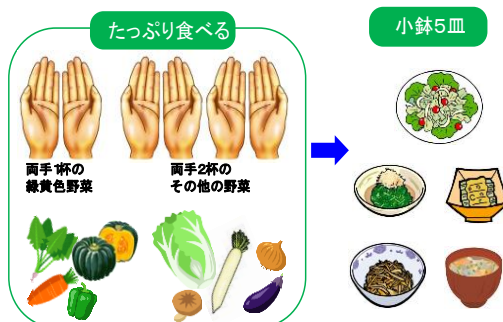 たっぷり食べる
小鉢5皿
両手1杯の
緑黄色野菜
両手2杯の
その他の野菜